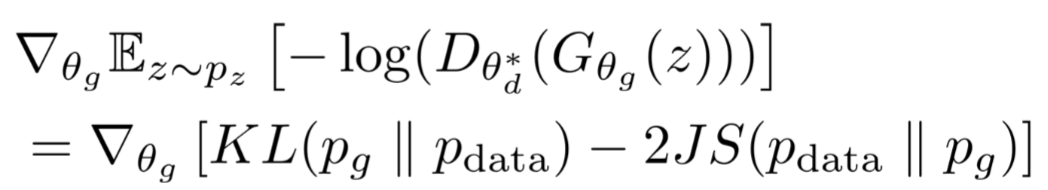 ∇_{θ_g} 𝔼_{z∼p_z} [− log(D_{θ_d^*}(G_{θ_g}(z)))]
= ∇_{θ_g} [KL(p_g ∥ p_data) − 2JS(p_data ∥ p_g)]